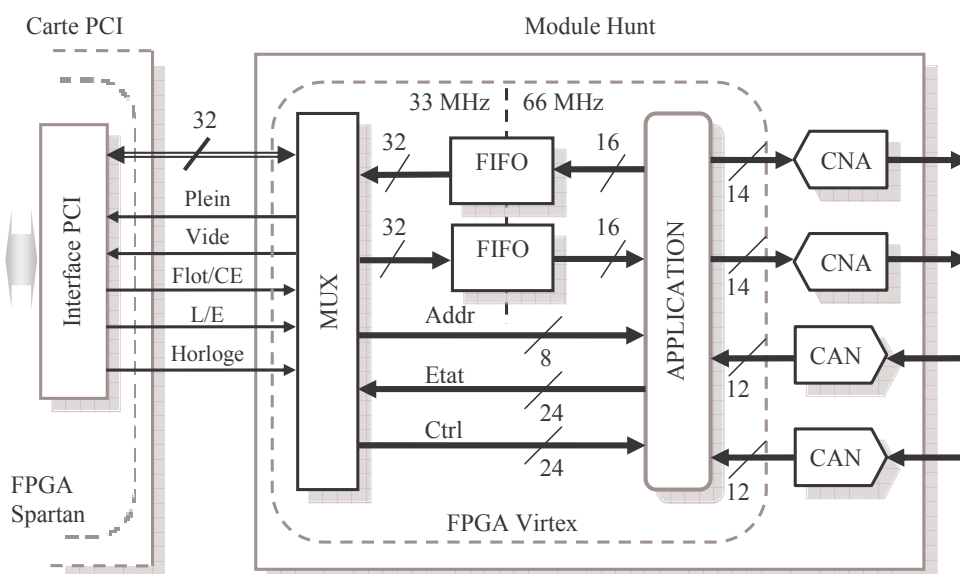 Carte PCI
Module Hunt
33 MHz
66 MHz
32
32
FIFO
16
14
CNA
Plein
Vide
32
FIFO
16
14
CNA
Flot/CE
L/E
Horloge
Interface PCI
MUX
APPLICATION
Addr
8
12
CAN
Etat
24
Ctrl
24
12
CAN
FPGA
Spartan
FPGA Virtex